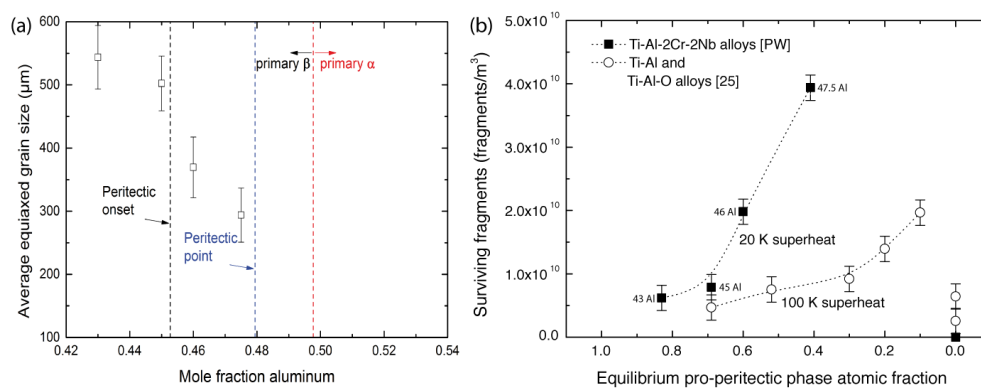 (a)
600
500
400
300
200
100
0.42
0.44
0.46
0.48
0.50
0.52
0.54
Average equiaxed grain size (μm)
Mole fraction aluminum
primary β
primary α
Peritectic
onset
Peritectic
point
(b)
5.0x10 10
4.0x10 10
3.0x10 10
2.0x10 10
1.0x10 10
0.0
1.0
0.8
0.6
0.4
0.2
0.0
Surviving fragments (fragments/m³)
Equilibrium pro-peritectic phase atomic fraction
Ti-Al-2Cr-2Nb alloys [PW]
Ti-Al and
Ti-Al-O alloys [25]
47.5 Al
46 Al
20 K superheat
43 Al
45 Al
100 K superheat